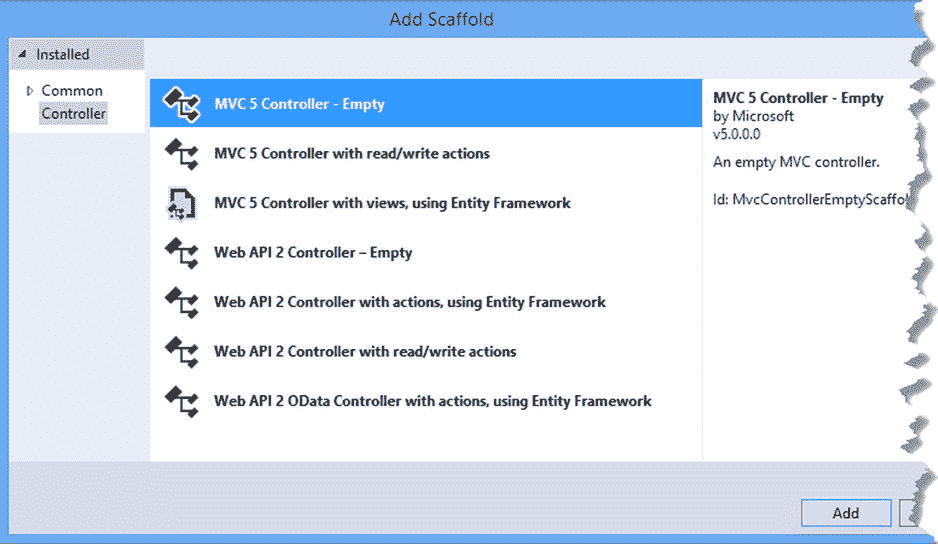 Add Scaffold
Installed
Common
Controller
MVC 5 Controller - Empty
MVC 5 Controller with read/write actions
MVC 5 Controller with views, using Entity Framework
Web API 2 Controller – Empty
Web API 2 Controller with actions, using Entity Framework
Web API 2 Controller with read/write actions
Web API 2 OData Controller with actions, using Entity Framework
MVC 5 Controller - Empty
by Microsoft
v5.0.0.0
An empty MVC controller.
Id: MvcControllerEmptyScaffol
Add